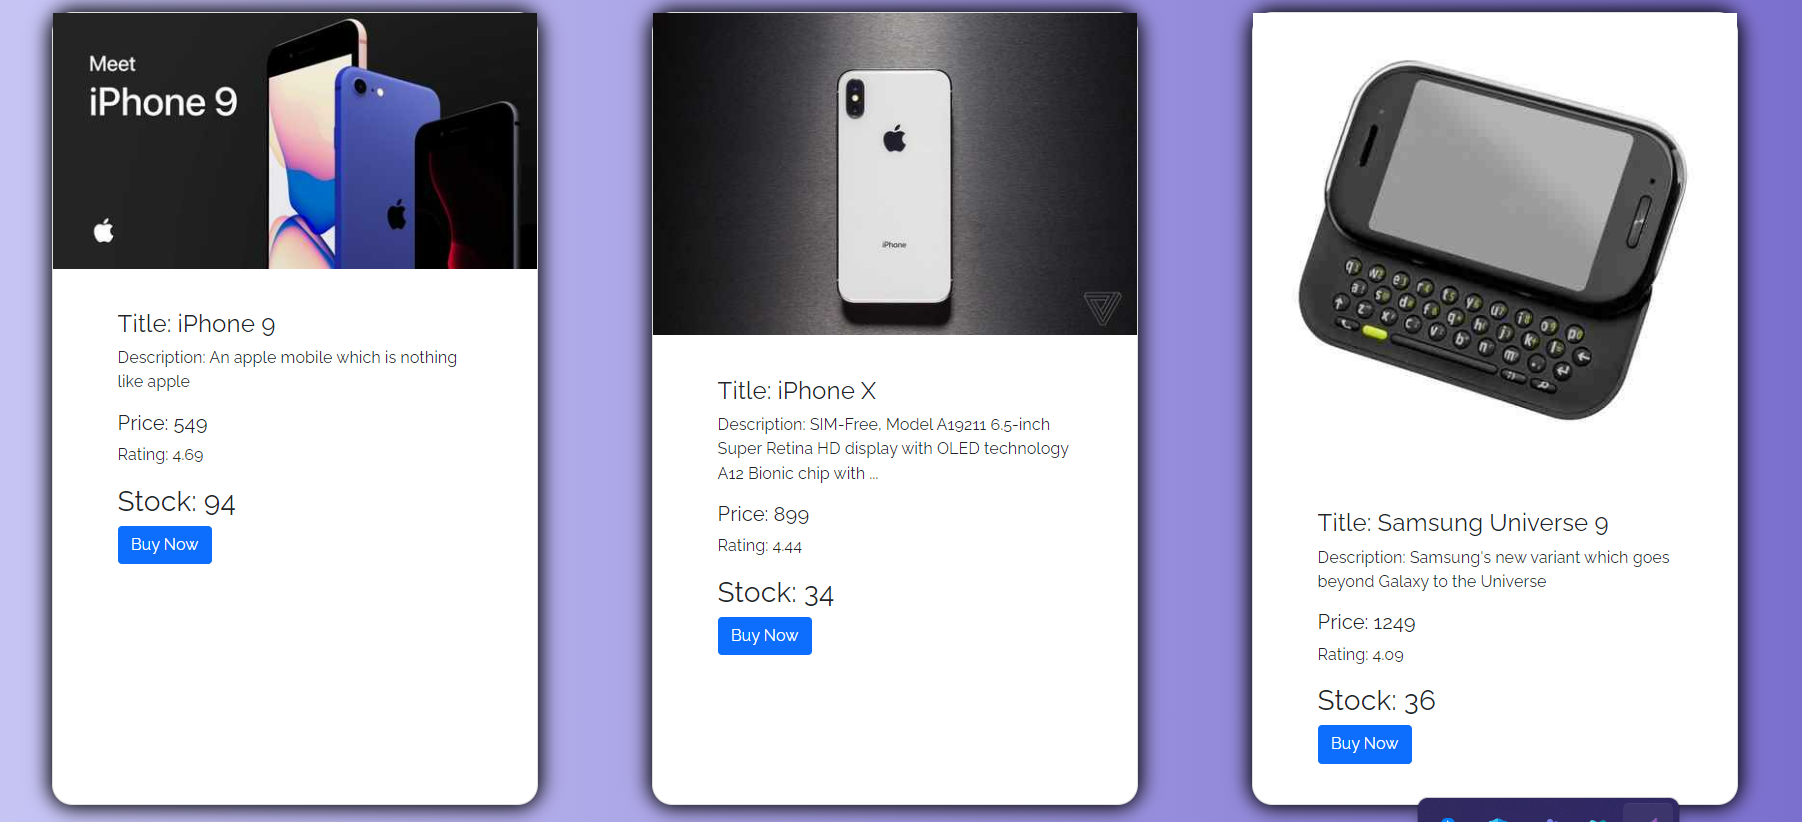 Meet
iPhone 9
Title: iPhone 9
Description: An apple mobile which is nothing
like apple
Price: 549
Rating: 4.69
Stock: 94
Buy Now
iPhone
Title: iPhone X
Description: SIM-Free, Model A19211 6.5-inch
Super Retina HD display with OLED technology
A12 Bionic chip with ...
Price: 899
Rating: 4.44
Stock: 34
Buy Now
Title: Samsung Universe 9
Description: Samsung's new variant which goes
beyond Galaxy to the Universe
Price: 1249
Rating: 4.09
Stock: 36
Buy Now